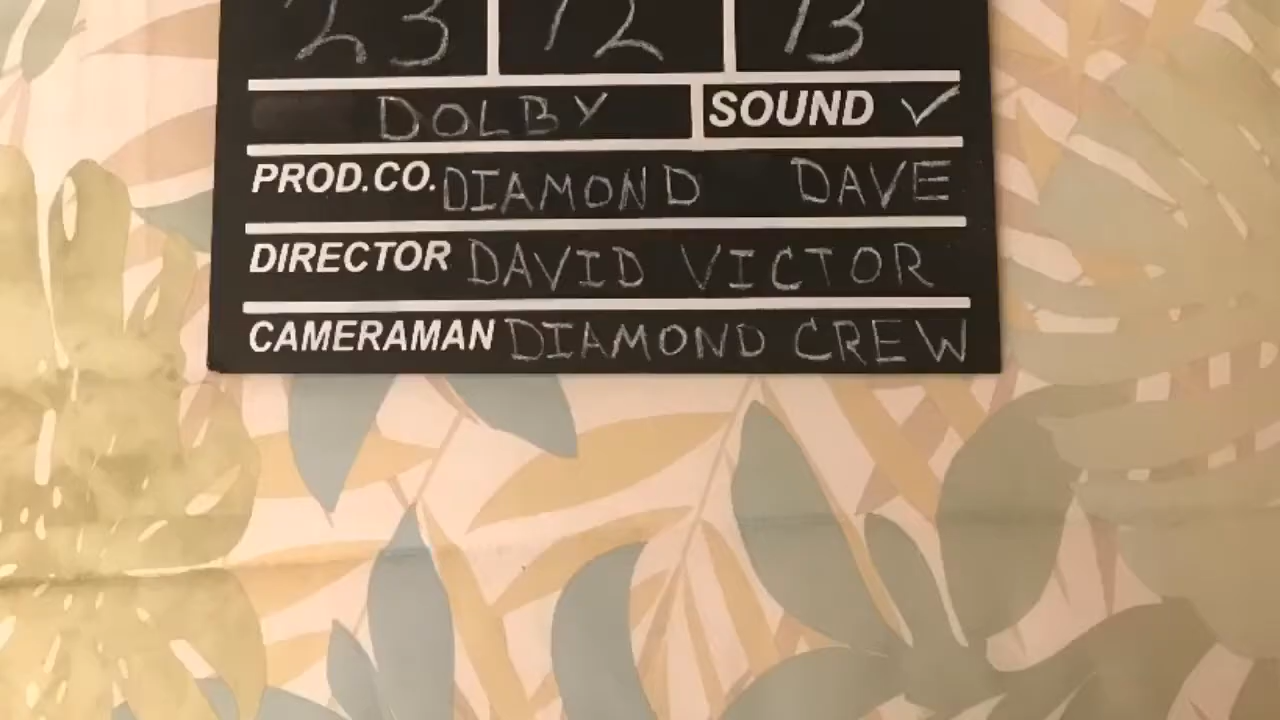 23 12 13
DOLBY SOUND ✓
PROD.CO. DIAMOND DAVE
DIRECTOR DAVID VICTOR
CAMERAMAN DIAMOND CREW